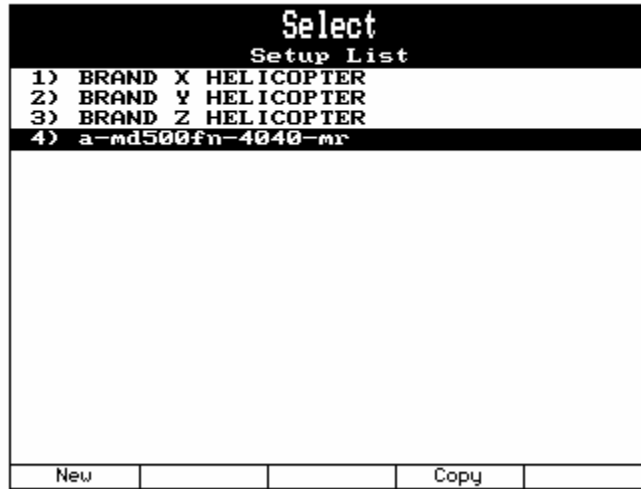 Select
Setup List
1) BRAND X HELICOPTER
2) BRAND Y HELICOPTER
3) BRAND Z HELICOPTER
4) a-md500fn-4040-mr
New Copy